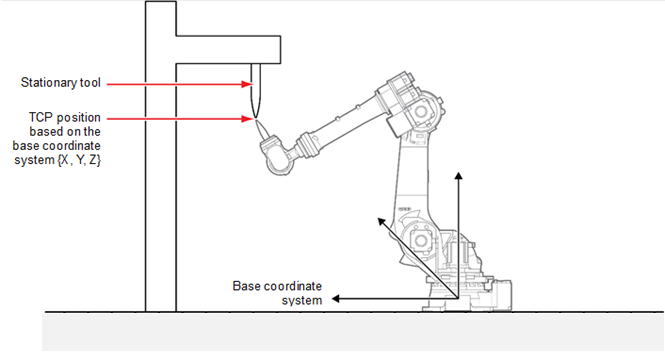 Stationary tool
TCP position
based on the
base coordinate
system {X, Y, Z}
Base coordinate
system